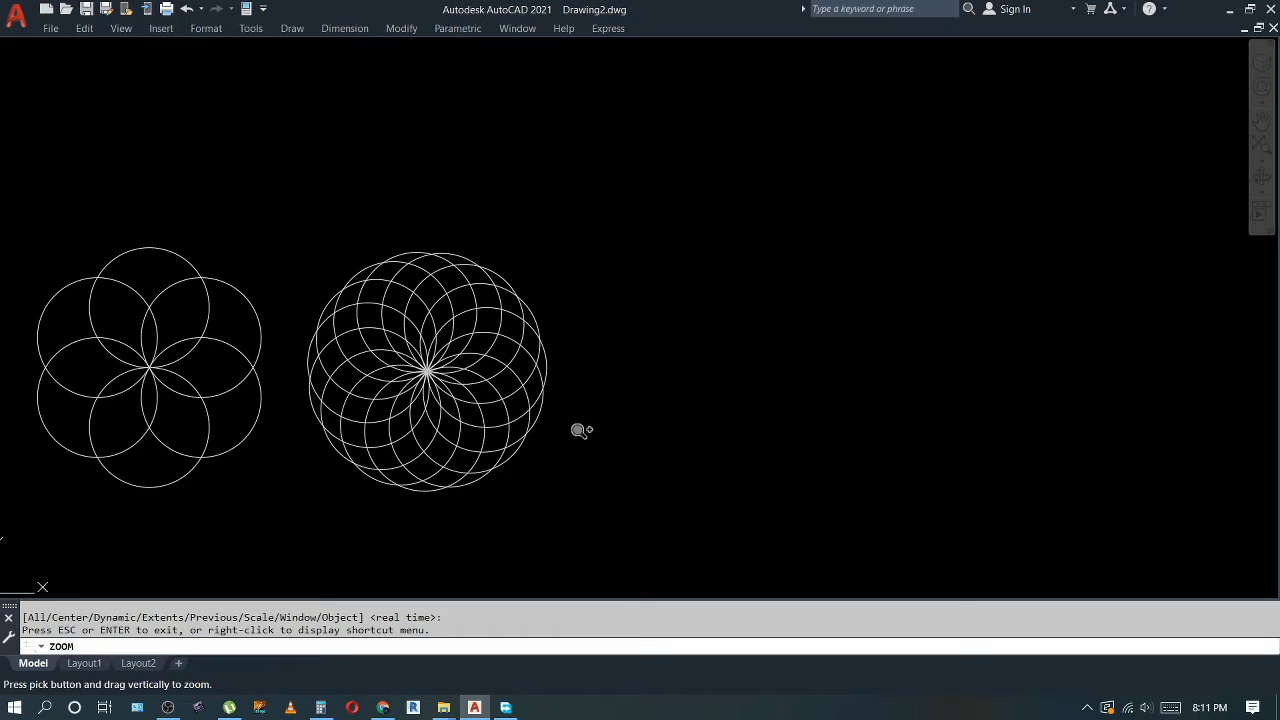 Autodesk AutoCAD 2021 Drawing2.dwg
Type a keyword or phrase
Sign In
File Edit View Insert Format Tools Draw Dimension Modify Parametric Window Help Express
[All/Center/Dynamic/Extents/Previous/Scale/Window/Object] <real time>:
Press ESC or ENTER to exit, or right-click to display shortcut menu.
ZOOM
Model Layout1 Layout2 +
Press pick button and drag vertically to zoom.
8:11 PM